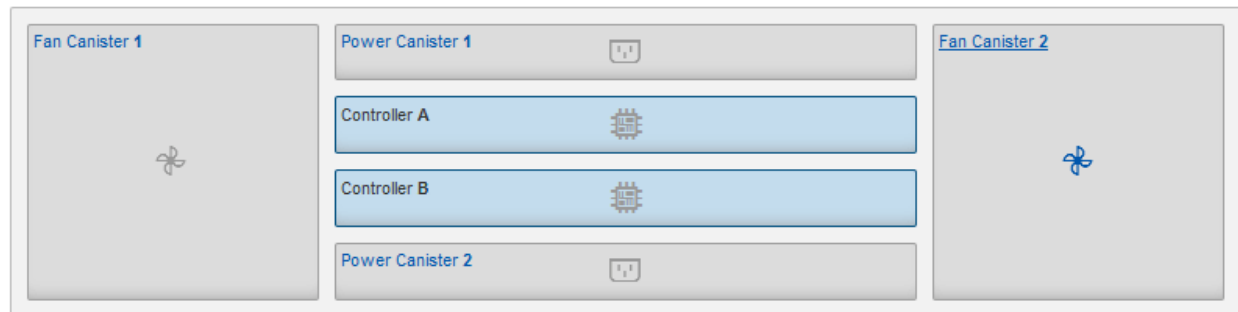 Fan Canister 1
Power Canister 1
Controller A
Controller B
Power Canister 2
Fan Canister 2